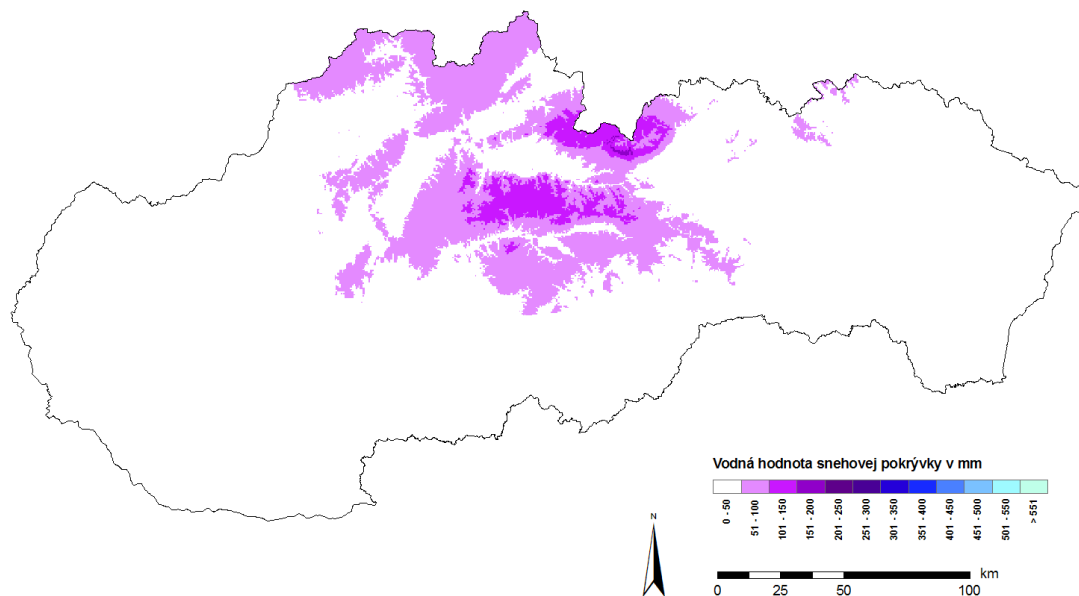 Vodná hodnota snehovej pokrývky v mm
0 - 50
51 - 100
101 - 150
151 - 200
201 - 250
251 - 300
301 - 350
351 - 400
401 - 450
451 - 500
501 - 550
> 551
N
km
0 25 50 100